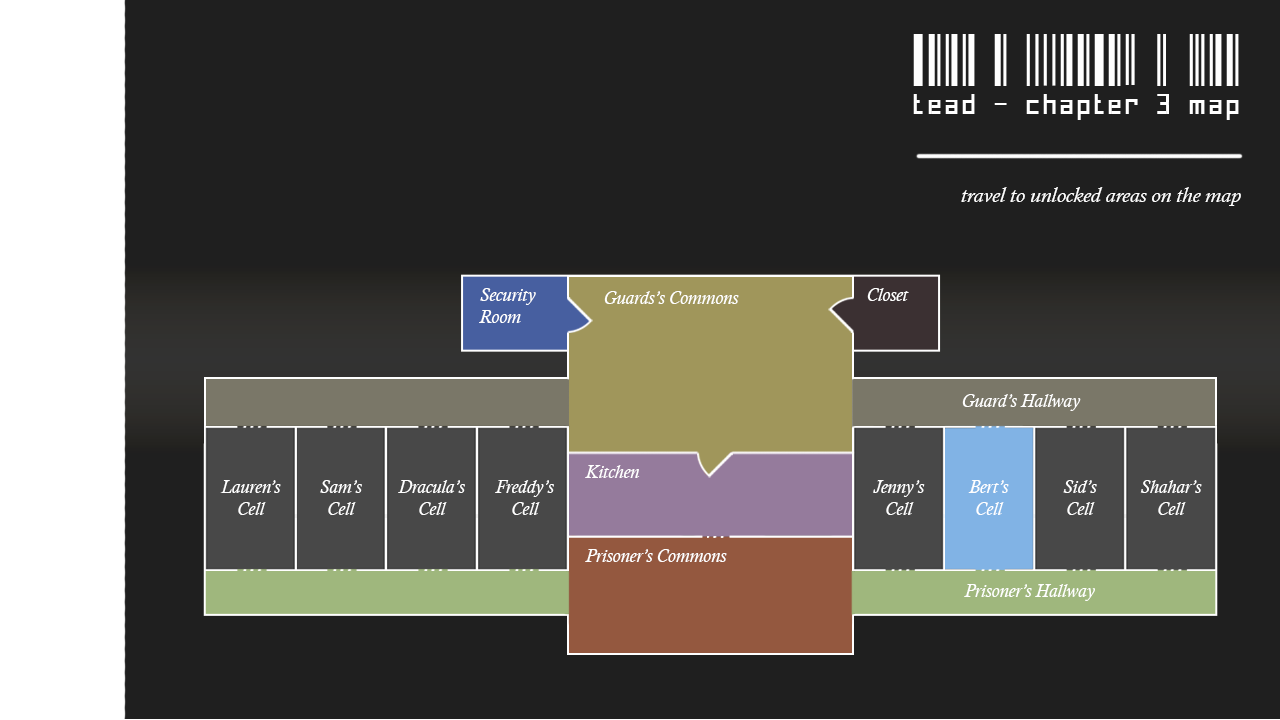 tead - chapter 3 map
travel to unlocked areas on the map
Security
Room
Guards's Commons
Closet
Guard's Hallway
Lauren's
Cell
Sam's
Cell
Dracula's
Cell
Freddy's
Cell
Kitchen
Jenny's
Cell
Bert's
Cell
Sid's
Cell
Shahar's
Cell
Prisoner's Commons
Prisoner's Hallway